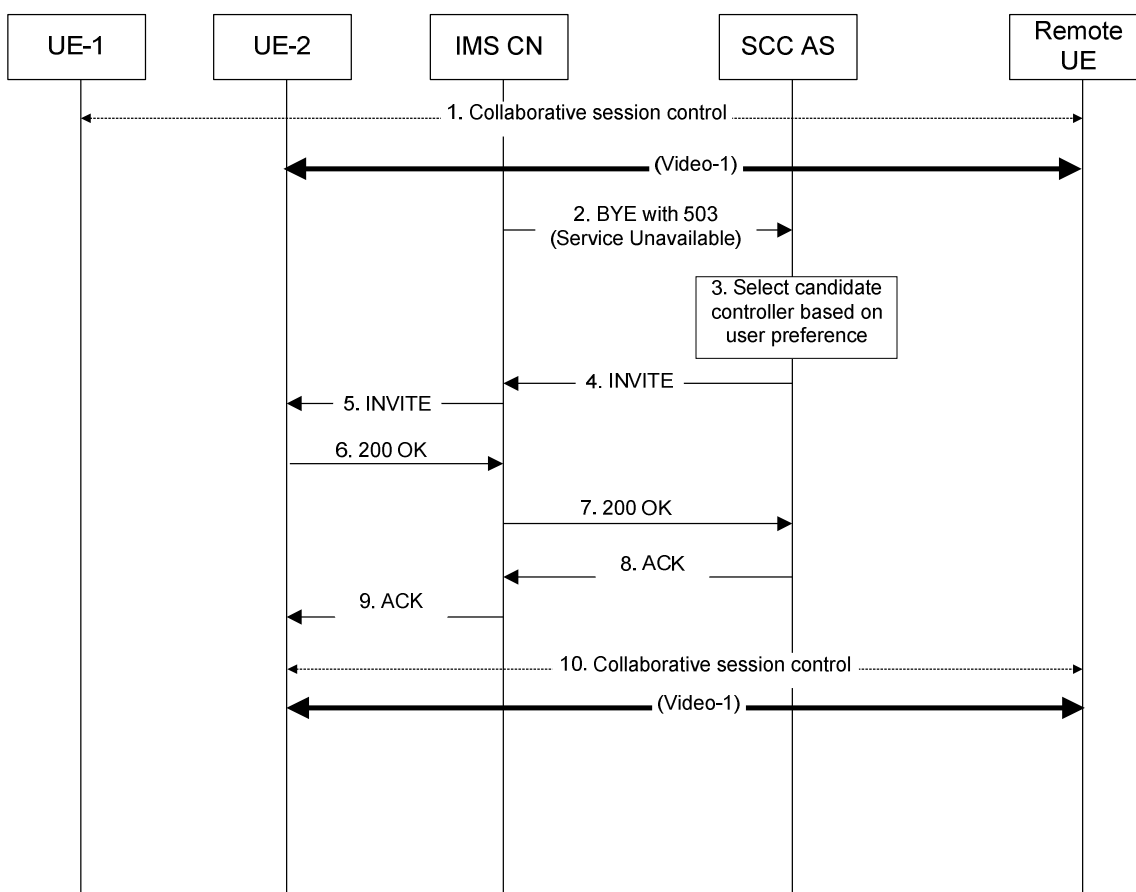 UE-1
UE-2
IMS CN
SCC AS
Remote
UE
1. Collaborative session control
(Video-1)
2. BYE with 503
(Service Unavailable)
3. Select candidate
controller based on
user preference
4. INVITE
5. INVITE
6. 200 OK
7. 200 OK
8. ACK
9. ACK
10. Collaborative session control
(Video-1)